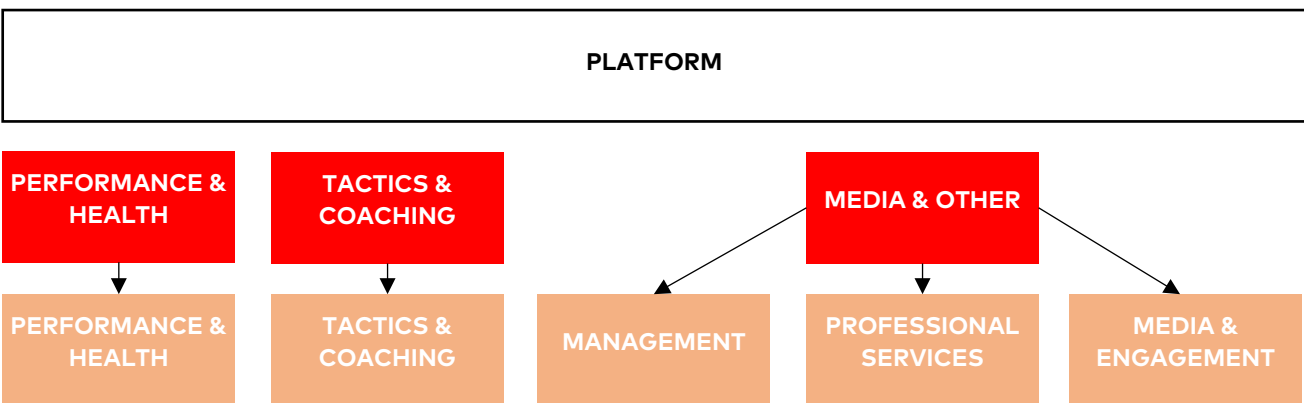 PLATFORM
PERFORMANCE &
HEALTH
TACTICS &
COACHING
MEDIA & OTHER
PERFORMANCE &
HEALTH
TACTICS &
COACHING
MANAGEMENT
PROFESSIONAL
SERVICES
MEDIA &
ENGAGEMENT